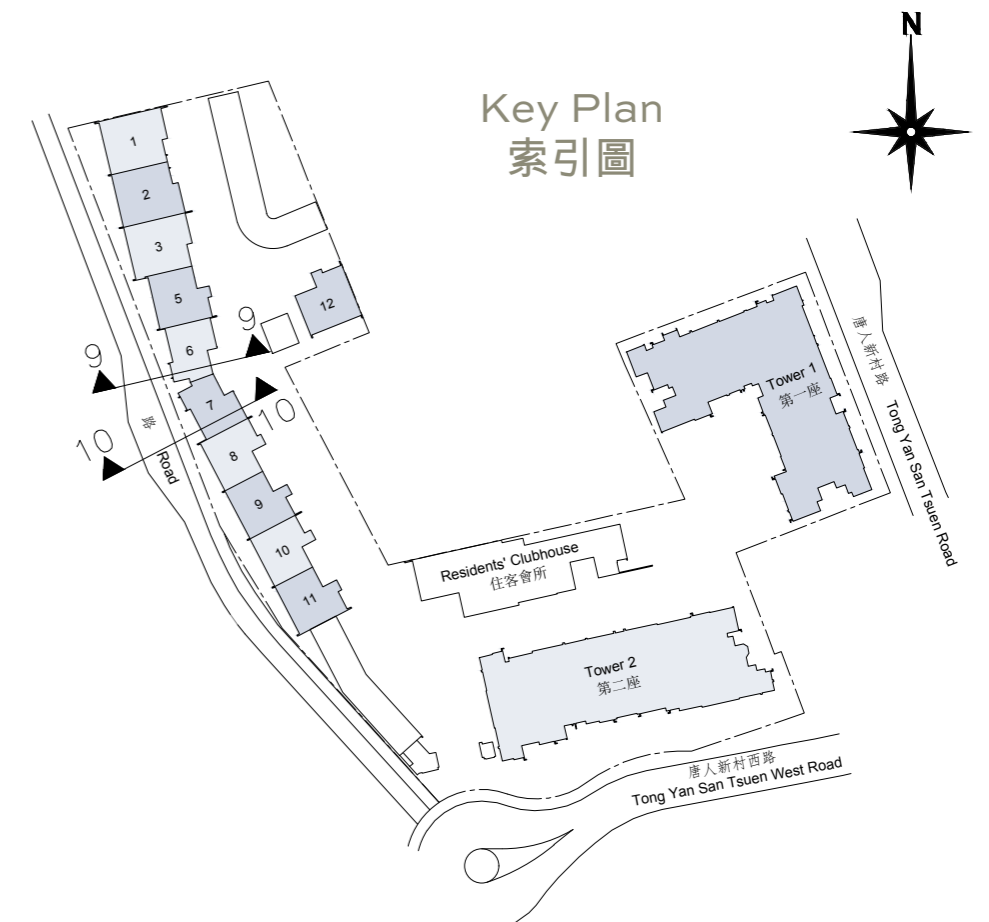 N
Key Plan
索引圖
1
2
3
5
6
7
8
9
10
11
12
9
9
10
10
路
Road
Tower 1
第一座
唐人新村路
Tong Yan San Tsuen Road
Residents' Clubhouse
住客會所
Tower 2
第二座
唐人新村西路
Tong Yan San Tsuen West Road